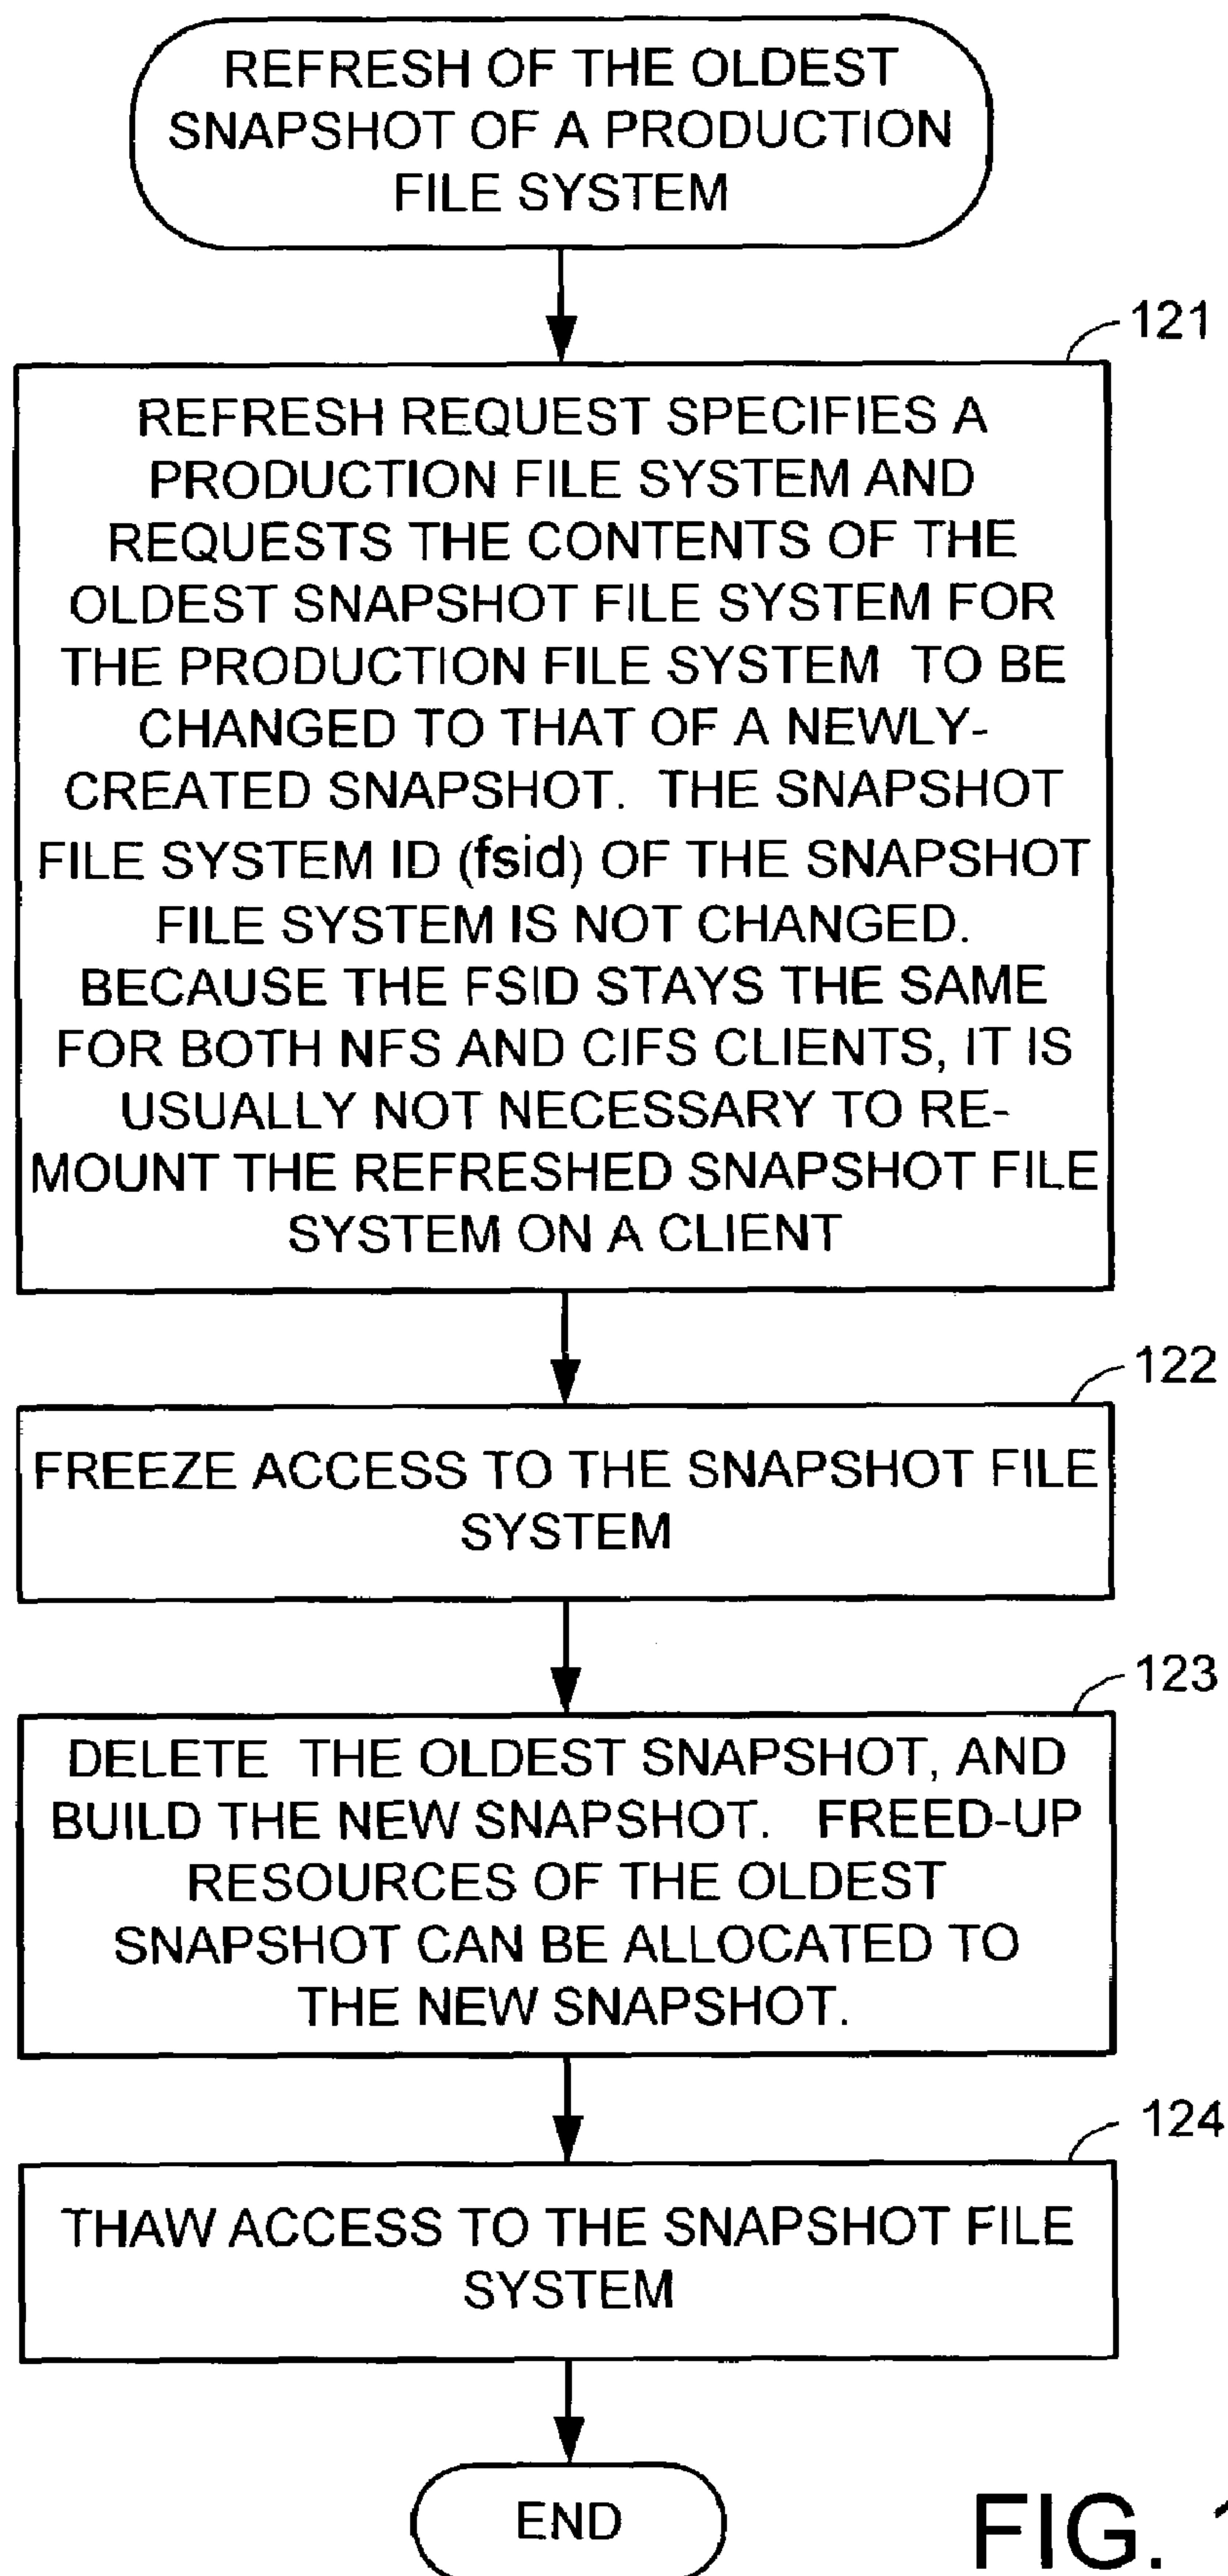 REFRESH OF THE OLDEST
SNAPSHOT OF A PRODUCTION
FILE SYSTEM
121
REFRESH REQUEST SPECIFIES A
PRODUCTION FILE SYSTEM AND
REQUESTS THE CONTENTS OF THE
OLDEST SNAPSHOT FILE SYSTEM FOR
THE PRODUCTION FILE SYSTEM TO BE
CHANGED TO THAT OF A NEWLY-
CREATED SNAPSHOT. THE SNAPSHOT
FILE SYSTEM ID (fsid) OF THE SNAPSHOT
FILE SYSTEM IS NOT CHANGED.
BECAUSE THE FSID STAYS THE SAME
FOR BOTH NFS AND CIFS CLIENTS, IT IS
USUALLY NOT NECESSARY TO RE-
MOUNT THE REFRESHED SNAPSHOT FILE
SYSTEM ON A CLIENT
122
FREEZE ACCESS TO THE SNAPSHOT FILE
SYSTEM
123
DELETE THE OLDEST SNAPSHOT, AND
BUILD THE NEW SNAPSHOT. FREED-UP
RESOURCES OF THE OLDEST
SNAPSHOT CAN BE ALLOCATED TO
THE NEW SNAPSHOT.
124
THAW ACCESS TO THE SNAPSHOT FILE
SYSTEM
END
FIG.